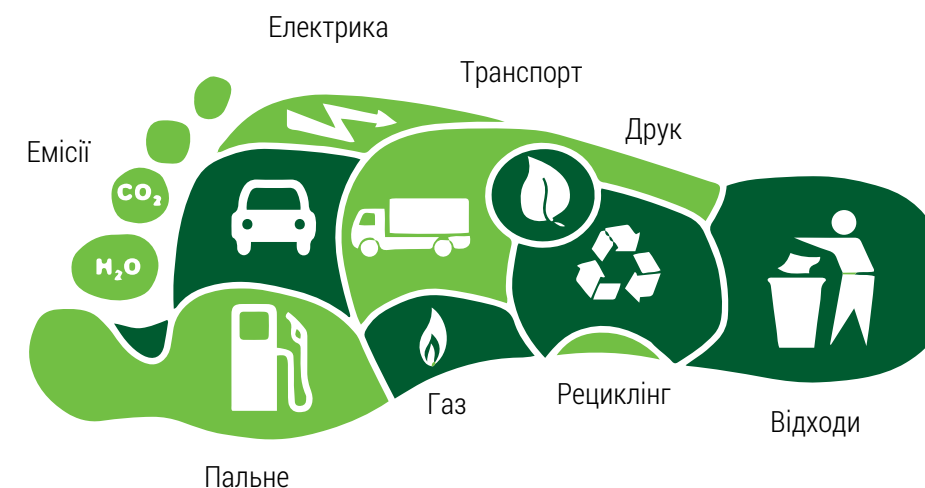 Електрика
Транспорт
Друк
Емісії
CO₂
H₂O
Газ
Рециклінг
Відходи
Пальне